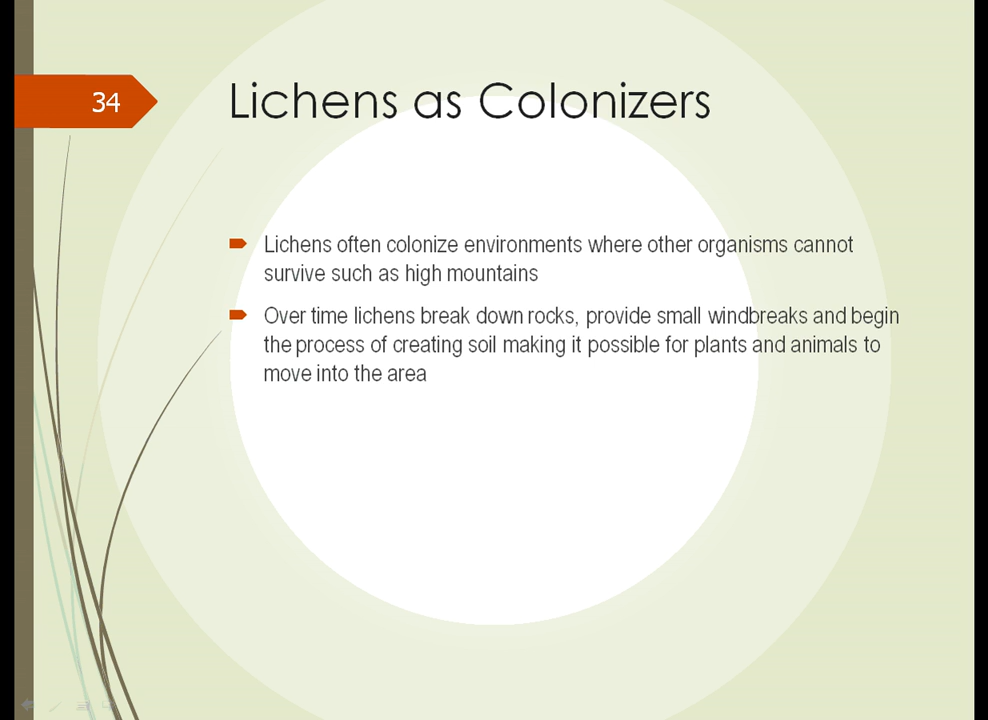 34
Lichens as Colonizers
Lichens often colonize environments where other organisms cannot
survive such as high mountains
Over time lichens break down rocks, provide small windbreaks and begin
the process of creating soil making it possible for plants and animals to
move into the area